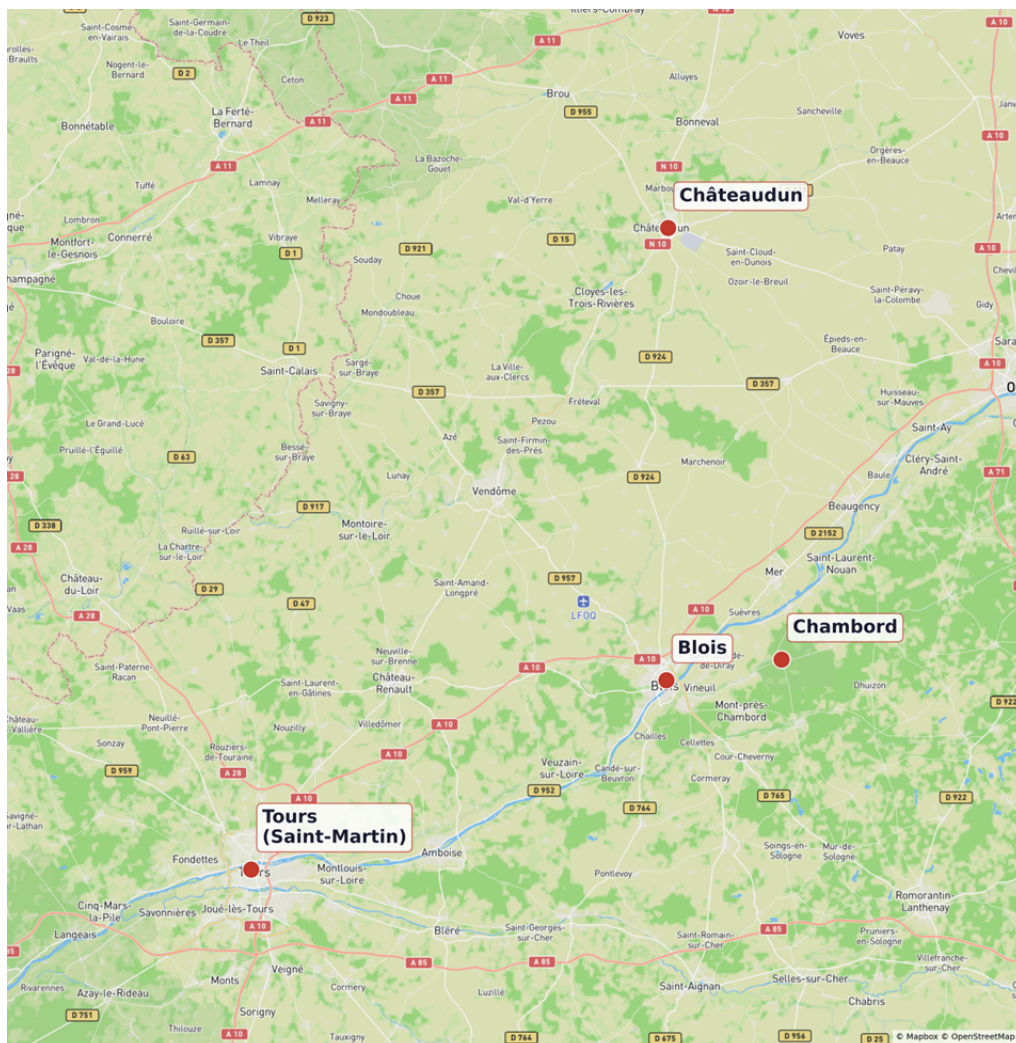 D 923
Saint-Cosme-
en-Vairais
Saint-Germain-
de-la-Coudre
Le Theil
Illiers-Combray
Voves
A 11
D 2
Nogent-le-
Bernard
Ceton
A 11
A 11
Brou
Alluyes
D 955
Bonneval
Sancheville
La Ferté-
Bernard
A 11
Bonnétable
A 10
A 11
La Bazoche-
Gouet
N 10
Orgères-
en-Beauce
Tuffé
Lamnay
Melleray
Marbou
Châteaudun
Val-d'Yerre
Lombron
Connerré
Montfort-
le-Gesnois
Vibraye
D 1
D 921
D 15
N 10
Souday
Saint-Cloud-
en-Dunois
Patay
A 10
Champagné
Choue
Cloyes-les-
Trois-Rivières
Ozoir-le-Breuil
Saint-Péravy-
la-Colombe
Gidy
Bouloire
Mondoubleau
D 357
D 1
Parigné-
l'Évêque
Val-de-la-Hune
Saint-Calais
Sargé-
sur-Braye
La Ville-
aux-Clercs
D 924
Épieds-en-
Beauce
Sara
D 357
D 357
Savigny-
sur-Braye
Fréteval
Huisseau-
sur-Mauves
O
Le Grand-Lucé
Azé
Pezou
Saint-Ay
Pruillé-l'Éguillé
D 63
Besse-
sur-Braye
Saint-Firmin-
des-Prés
Marchenoir
Cléry-Saint-
André
A 28
Lunay
D 924
Baule
A 71
Vendôme
Beaugency
D 338
D 917
Montoire-
sur-le-Loir
Ruillé-sur-Loir
D 2152
La Chartre-
sur-le-Loir
Saint-Laurent-
Nouan
Château-
du-Loir
Mer
D 957
Vaas
D 29
D 47
Saint-Amand-
Longpré
LFOQ
A 10
Suèvres
A 28
Chambord
Blois
Neuville-
sur-Brenne
A 10
A 10
de-Diray
Saint-Paterne-
Racan
Château-
Renault
Saint-Laurent-
en-Gâtines
Vineuil
Dhuizon
D 922
Mont-près-
Chambord
Château-
Vallière
Neuillé-
Pont-Pierre
Nouzilly
Villedômer
A 10
Chailles
Sonzay
Rouziers-
de-Touraine
A 10
Cellettes
Cour-Cheverny
D 959
A 28
Veuzain-
sur-Loire
Candé-sur-
Beuvron
Cormeray
A 10
D 952
D 764
D 765
D 922
Tours
(Saint-Martin)
Savigné-
sur-Lathan
Fondettes
Amboise
Soings-en-
Sologne
Mur-de-
Sologne
Montlouis-
sur-Loire
Pontlevoy
Romorantin-
Lanthenay
Cinq-Mars-
la-Pile
Savonnières
Joué-lès-Tours
Langeais
A 10
Bléré
Saint-Georges-
sur-Cher
Saint-Romain-
sur-Cher
A 85
Pruniers-
en-Sologne
A 85
A 85
A 85
Veigné
Villefranche-
sur-Cher
Rivarennes
Azay-le-Rideau
Monts
Cormery
Luzillé
Saint-Aignan
Selles-sur-Cher
Chabris
D 751
Sorigny
Thilouze
A 10
Tauxigny
D 764
D 675
D 956
D 25
© Mapbox © OpenStreetMap